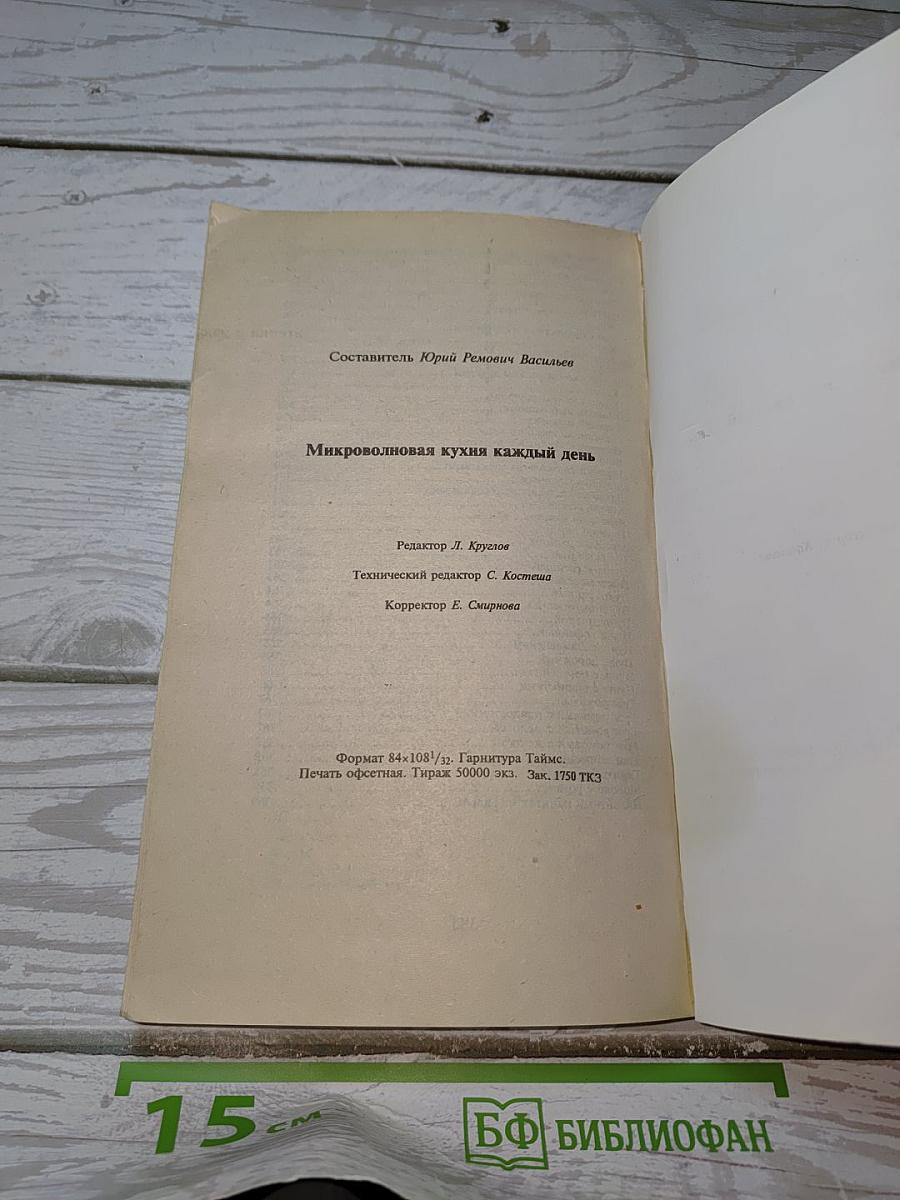 Составитель Юрий Ремович Васильев
Микроволновая кухня каждый день
Редактор Л. Круглов
Технический редактор С. Костеша
Корректор Е. Смирнова
Формат 84×108¹/₃₂. Гарнитура Таймс.
Печать офсетная. Тираж 50000 экз. Зак. 1750 ТКЗ
15 см
БФ БИБЛИОФАН